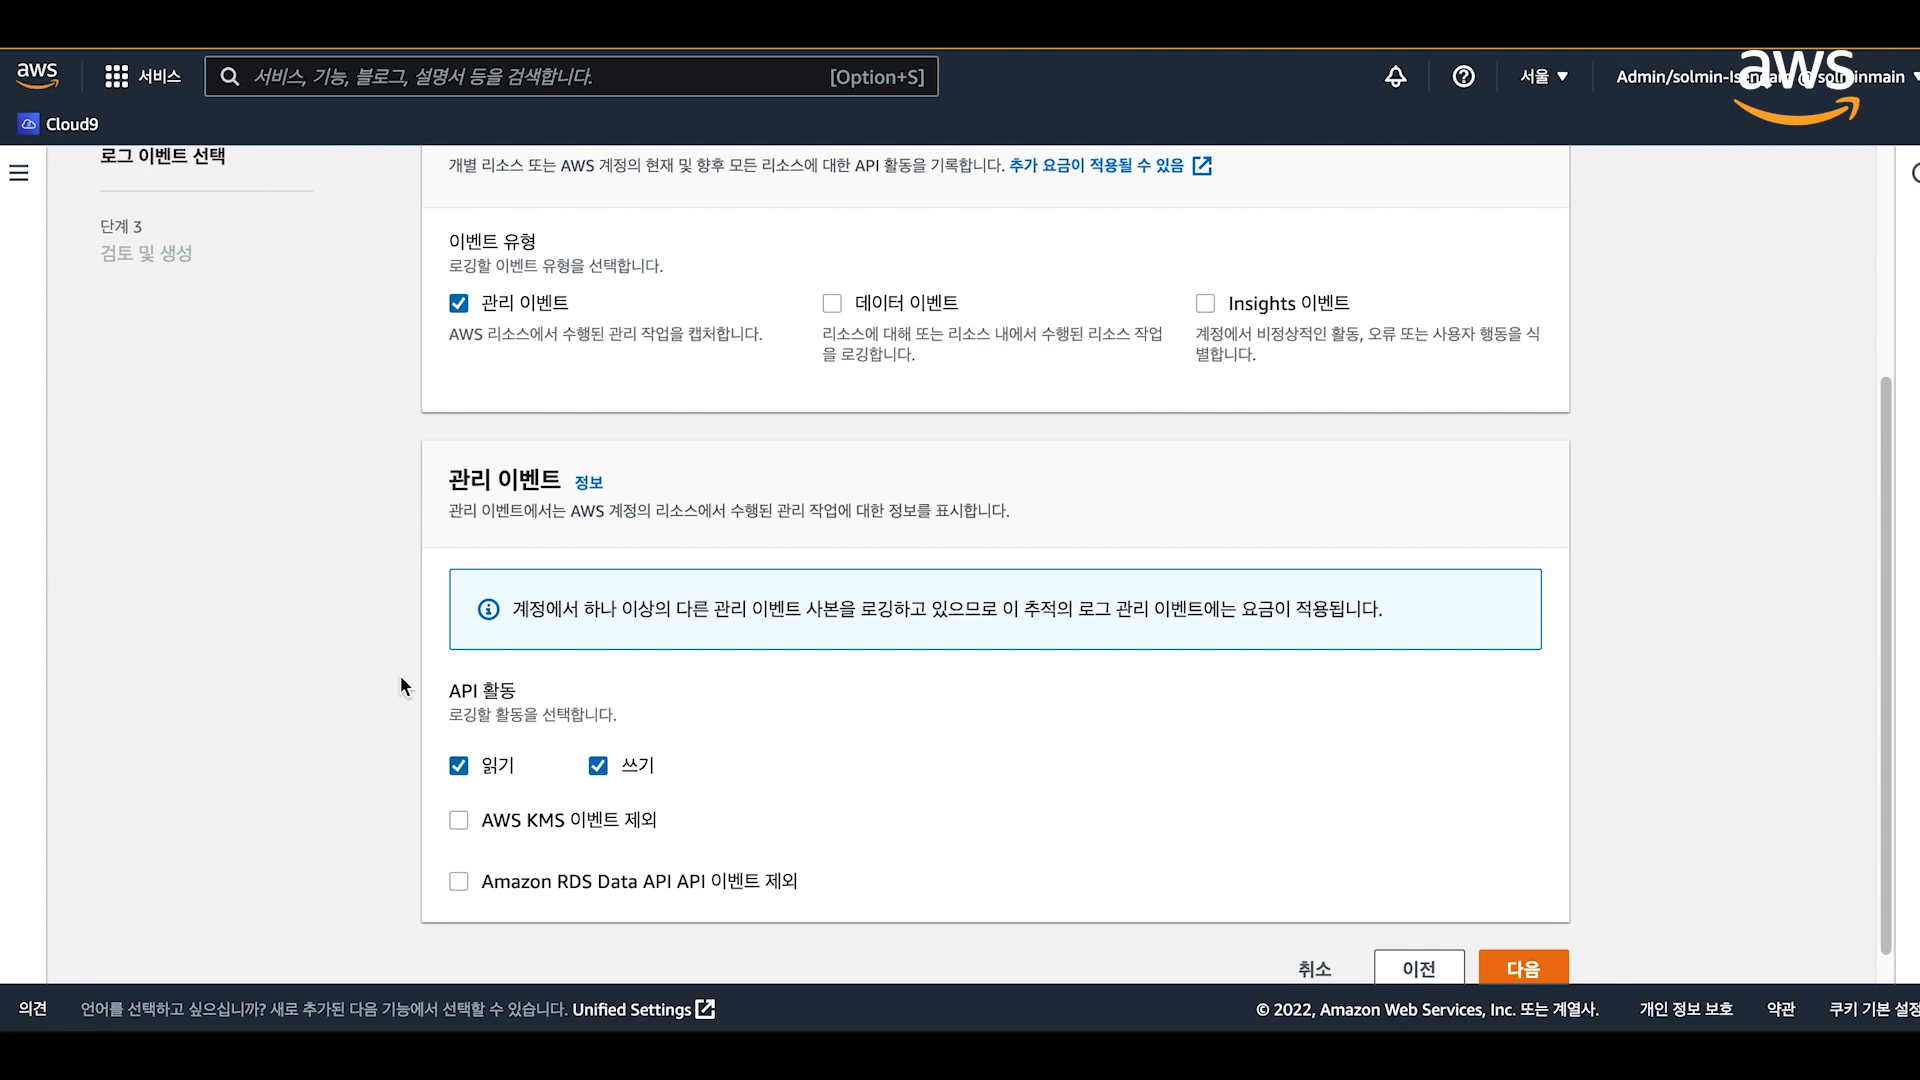 aws
서비스
서비스, 기능, 블로그, 설명서 등을 검색합니다.
[Option+S]
서울
Admin/solmin-Isengard @ solminmain
aws
Cloud9
로그 이벤트 선택
단계 3
검토 및 생성
개별 리소스 또는 AWS 계정의 현재 및 향후 모든 리소스에 대한 API 활동을 기록합니다. 추가 요금이 적용될 수 있음
이벤트 유형
로깅할 이벤트 유형을 선택합니다.
관리 이벤트
AWS 리소스에서 수행된 관리 작업을 캡처합니다.
데이터 이벤트
리소스에 대해 또는 리소스 내에서 수행된 리소스 작업
을 로깅합니다.
Insights 이벤트
계정에서 비정상적인 활동, 오류 또는 사용자 행동을 식
별합니다.
관리 이벤트 정보
관리 이벤트에서는 AWS 계정의 리소스에서 수행된 관리 작업에 대한 정보를 표시합니다.
계정에서 하나 이상의 다른 관리 이벤트 사본을 로깅하고 있으므로 이 추적의 로그 관리 이벤트에는 요금이 적용됩니다.
API 활동
로깅할 활동을 선택합니다.
읽기
쓰기
AWS KMS 이벤트 제외
Amazon RDS Data API API 이벤트 제외
취소
이전
다음
의견
언어를 선택하고 싶으십니까? 새로 추가된 다음 기능에서 선택할 수 있습니다. Unified Settings
© 2022, Amazon Web Services, Inc. 또는 계열사.
개인 정보 보호
약관
쿠키 기본 설정